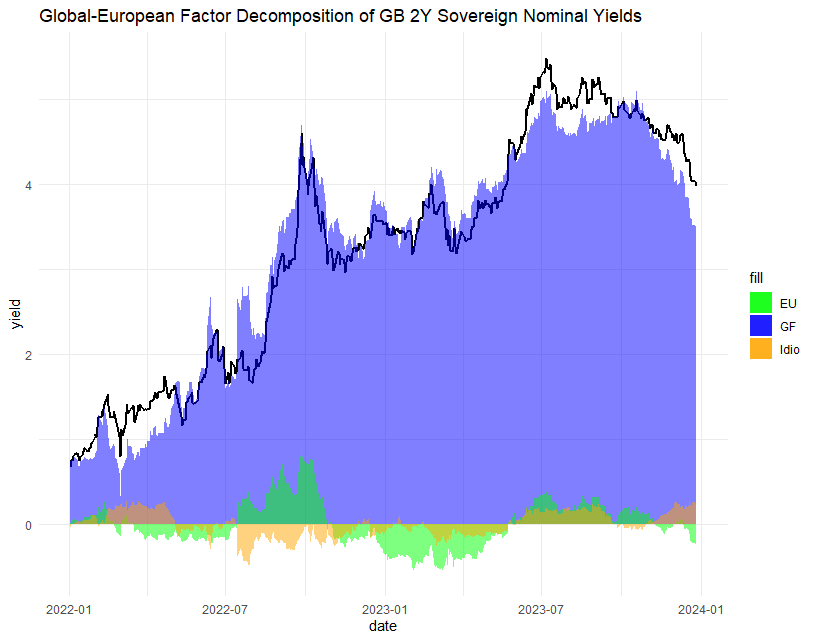 Global-European Factor Decomposition of GB 2Y Sovereign Nominal Yields
yield
4
2
0
2022-01
2022-07
2023-01
2023-07
2024-01
date
fill
EU
GF
Idio